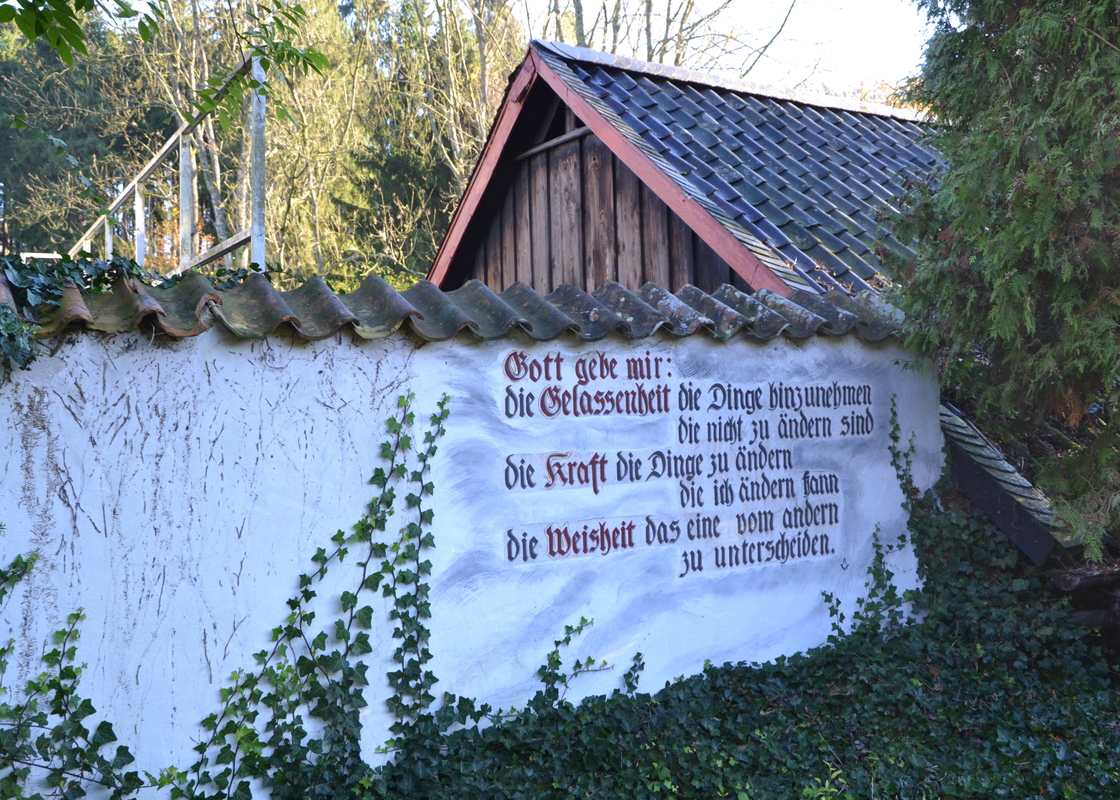 Gott gebe mir:
die Gelassenheit die Dinge hinzunehmen
die nicht zu ändern sind
die Kraft die Dinge zu ändern
die ich ändern kann
die Weisheit das eine vom andern
zu unterscheiden.